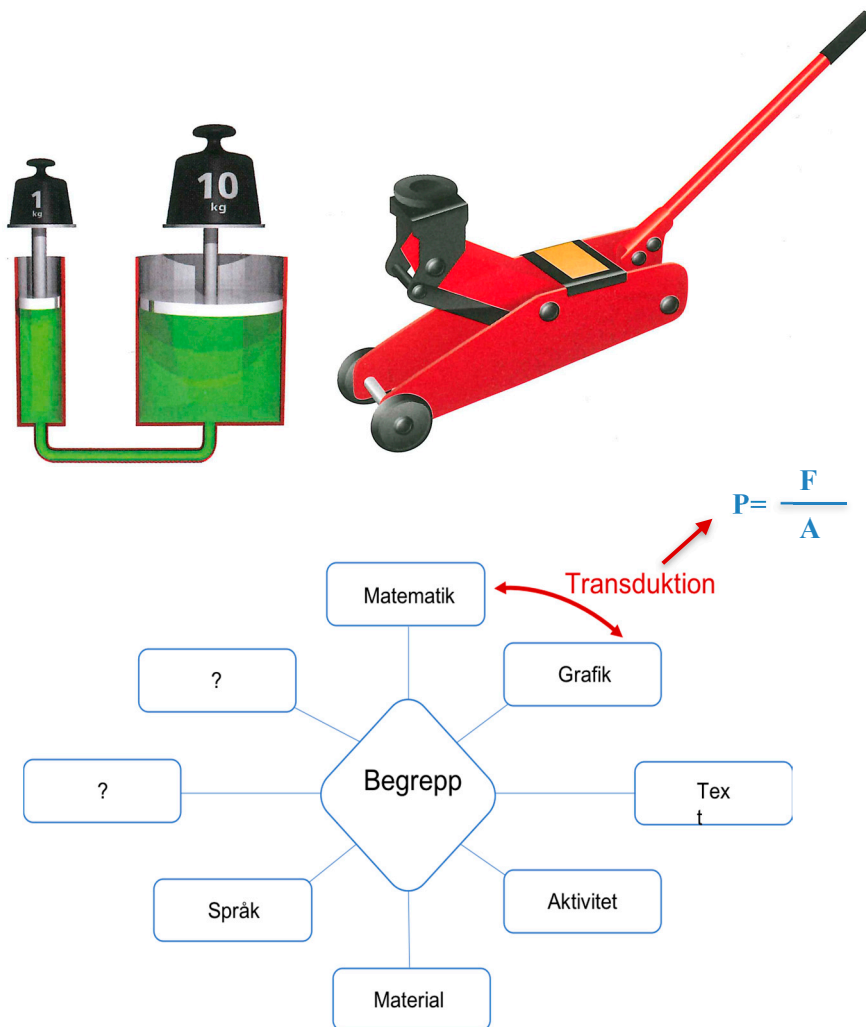 1
kg
10
kg
P= F
A
Transduktion
Matematik
Grafik
?
?
Begrepp
Tex
t
Språk
Aktivitet
Material